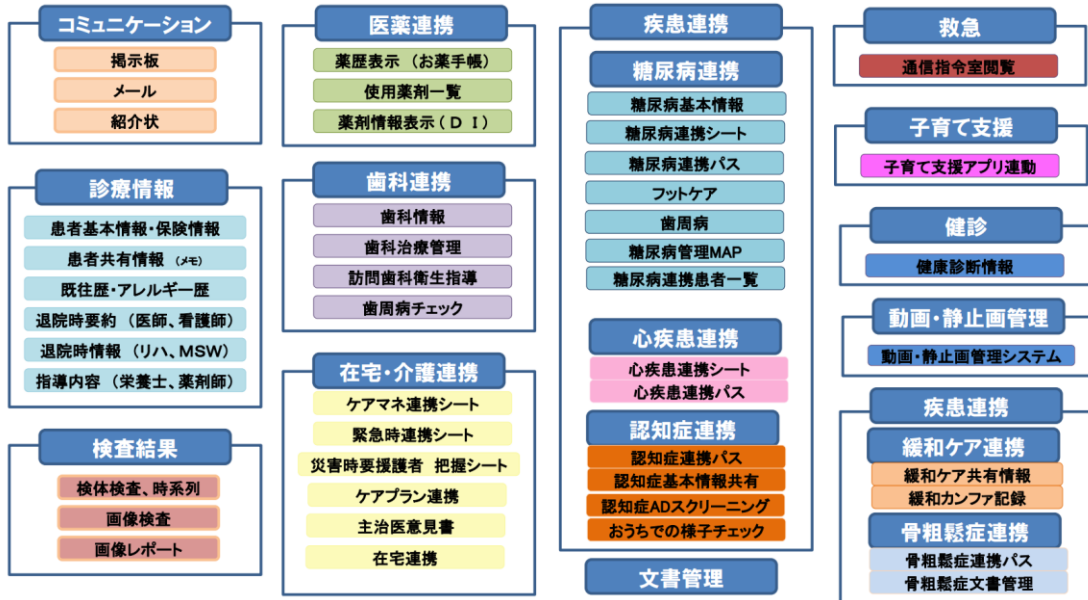 コミュニケーション
掲示板
メール
紹介状
診療情報
患者基本情報・保険情報
患者共有情報 (メモ)
既往歴・アレルギー歴
退院時要約 (医師、看護師)
退院時情報 (リハ、MSW)
指導内容 (栄養士、薬剤師)
検査結果
検体検査、時系列
画像検査
画像レポート
医薬連携
薬歴表示 (お薬手帳)
使用薬剤一覧
薬剤情報表示(DI)
歯科連携
歯科情報
歯科治療管理
訪問歯科衛生指導
歯周病チェック
在宅・介護連携
ケアマネ連携シート
緊急時連携シート
災害時要援護者 把握シート
ケアプラン連携
主治医意見書
在宅連携
疾患連携
糖尿病連携
糖尿病基本情報
糖尿病連携シート
糖尿病連携パス
フットケア
歯周病
糖尿病管理MAP
糖尿病連携患者一覧
心疾患連携
心疾患連携シート
心疾患連携パス
認知症連携
認知症連携パス
認知症基本情報共有
認知症ADスクリーニング
おうちでの様子チェック
文書管理
救急
通信指令室閲覧
子育て支援
子育て支援アプリ連動
健診
健康診断情報
動画・静止画管理
動画・静止画管理システム
疾患連携
緩和ケア連携
緩和ケア共有情報
緩和カンファ記録
骨粗鬆症連携
骨粗鬆症連携パス
骨粗鬆症文書管理